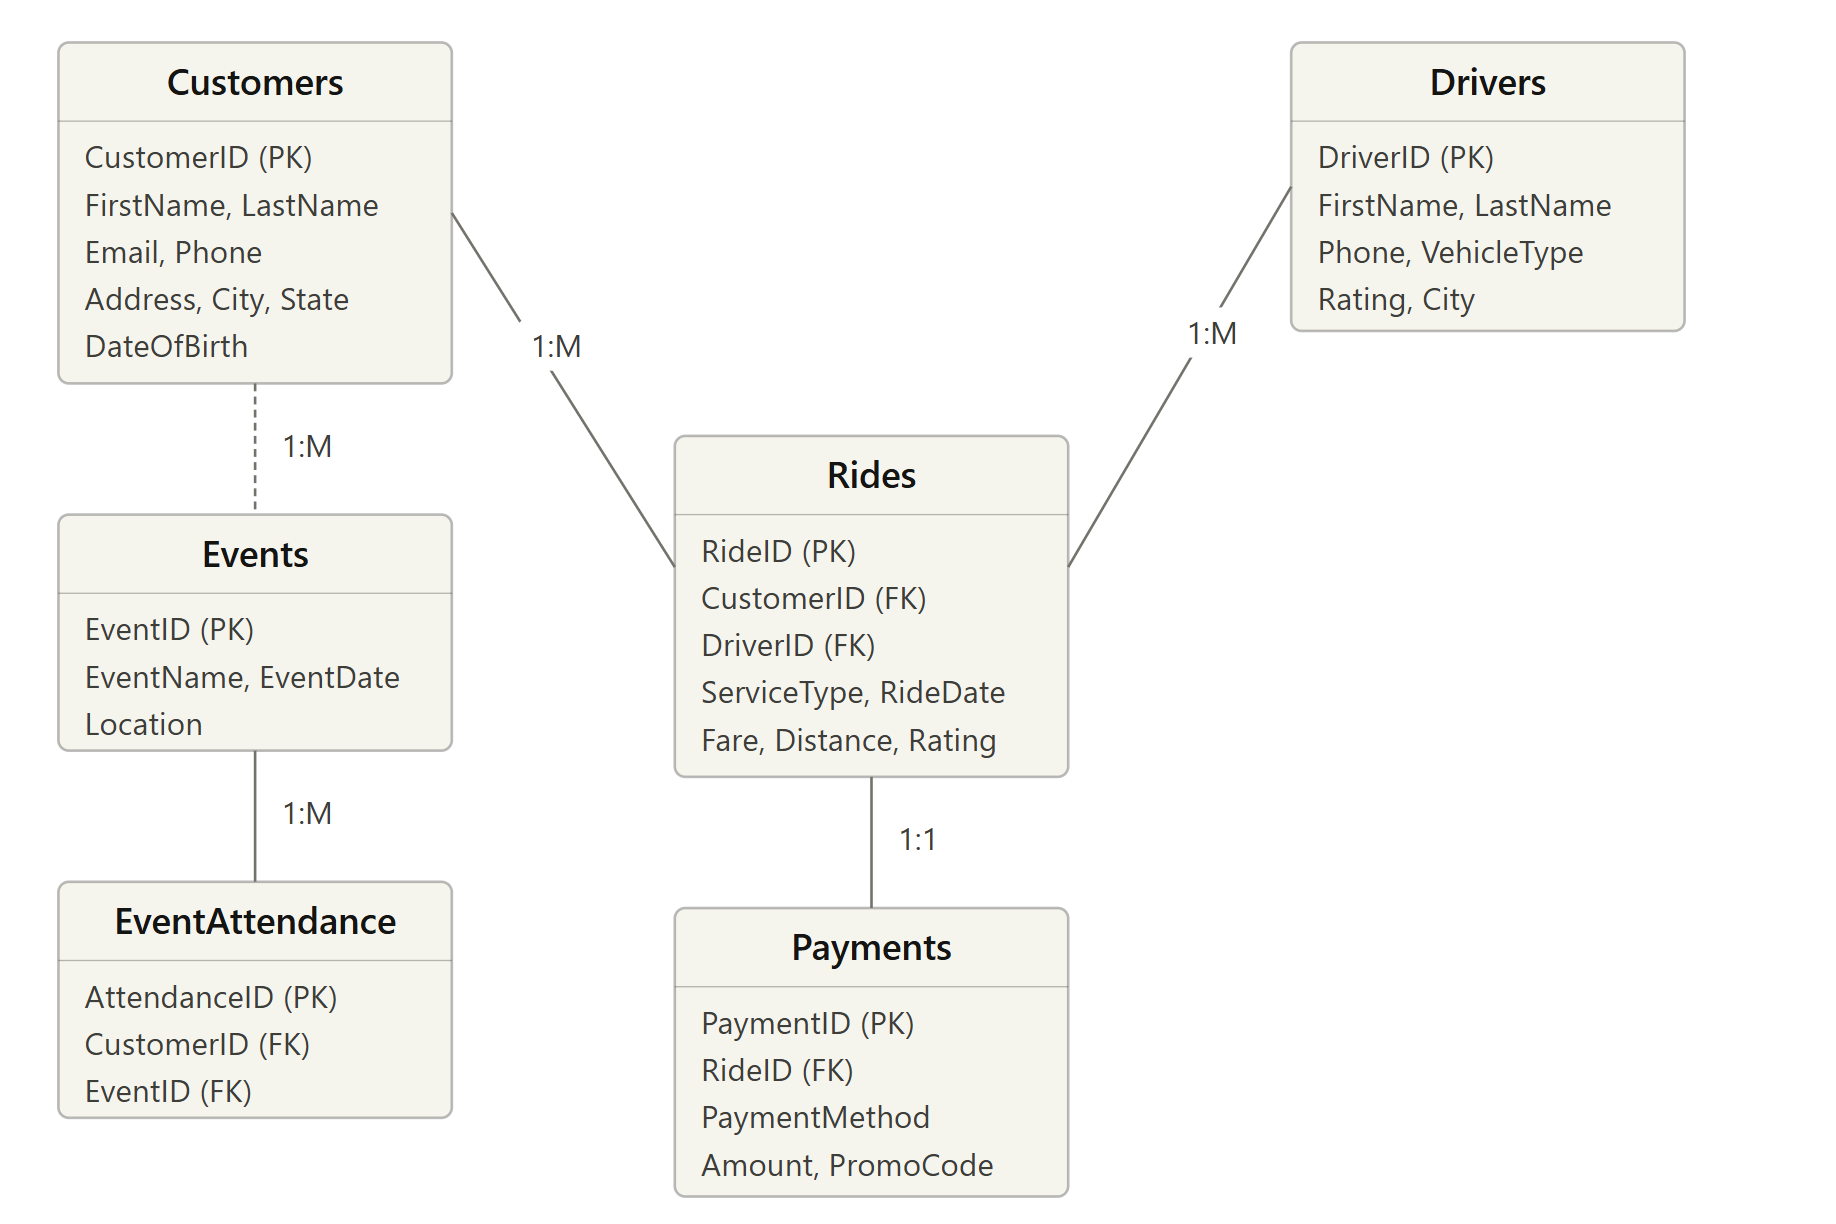 Customers
CustomerID (PK)
FirstName, LastName
Email, Phone
Address, City, State
DateOfBirth
1:M
Events
EventID (PK)
EventName, EventDate
Location
1:M
EventAttendance
AttendanceID (PK)
CustomerID (FK)
EventID (FK)
1:M
Rides
RideID (PK)
CustomerID (FK)
DriverID (FK)
ServiceType, RideDate
Fare, Distance, Rating
1:1
Payments
PaymentID (PK)
RideID (FK)
PaymentMethod
Amount, PromoCode
1:M
Drivers
DriverID (PK)
FirstName, LastName
Phone, VehicleType
Rating, City